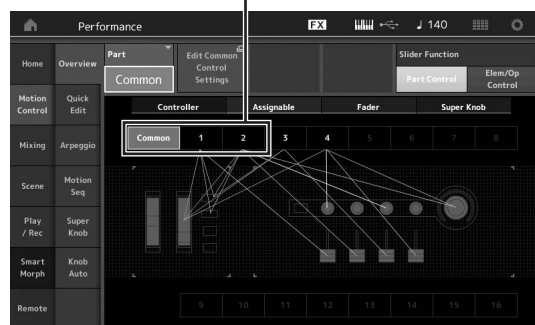 Performance FX ♩ 140
Part Common
Edit Common Control Settings
Slider Function
Part Control Elem/Op Control
Home Overview
Motion Control Quick Edit
Mixing Arpeggio
Scene Motion Seq
Play / Rec Super Knob
Smart Morph Knob Auto
Remote
Controller Assignable Fader Super Knob
Common 1 2 3 4 5 6 7 8
9 10 11 12 13 14 15 16